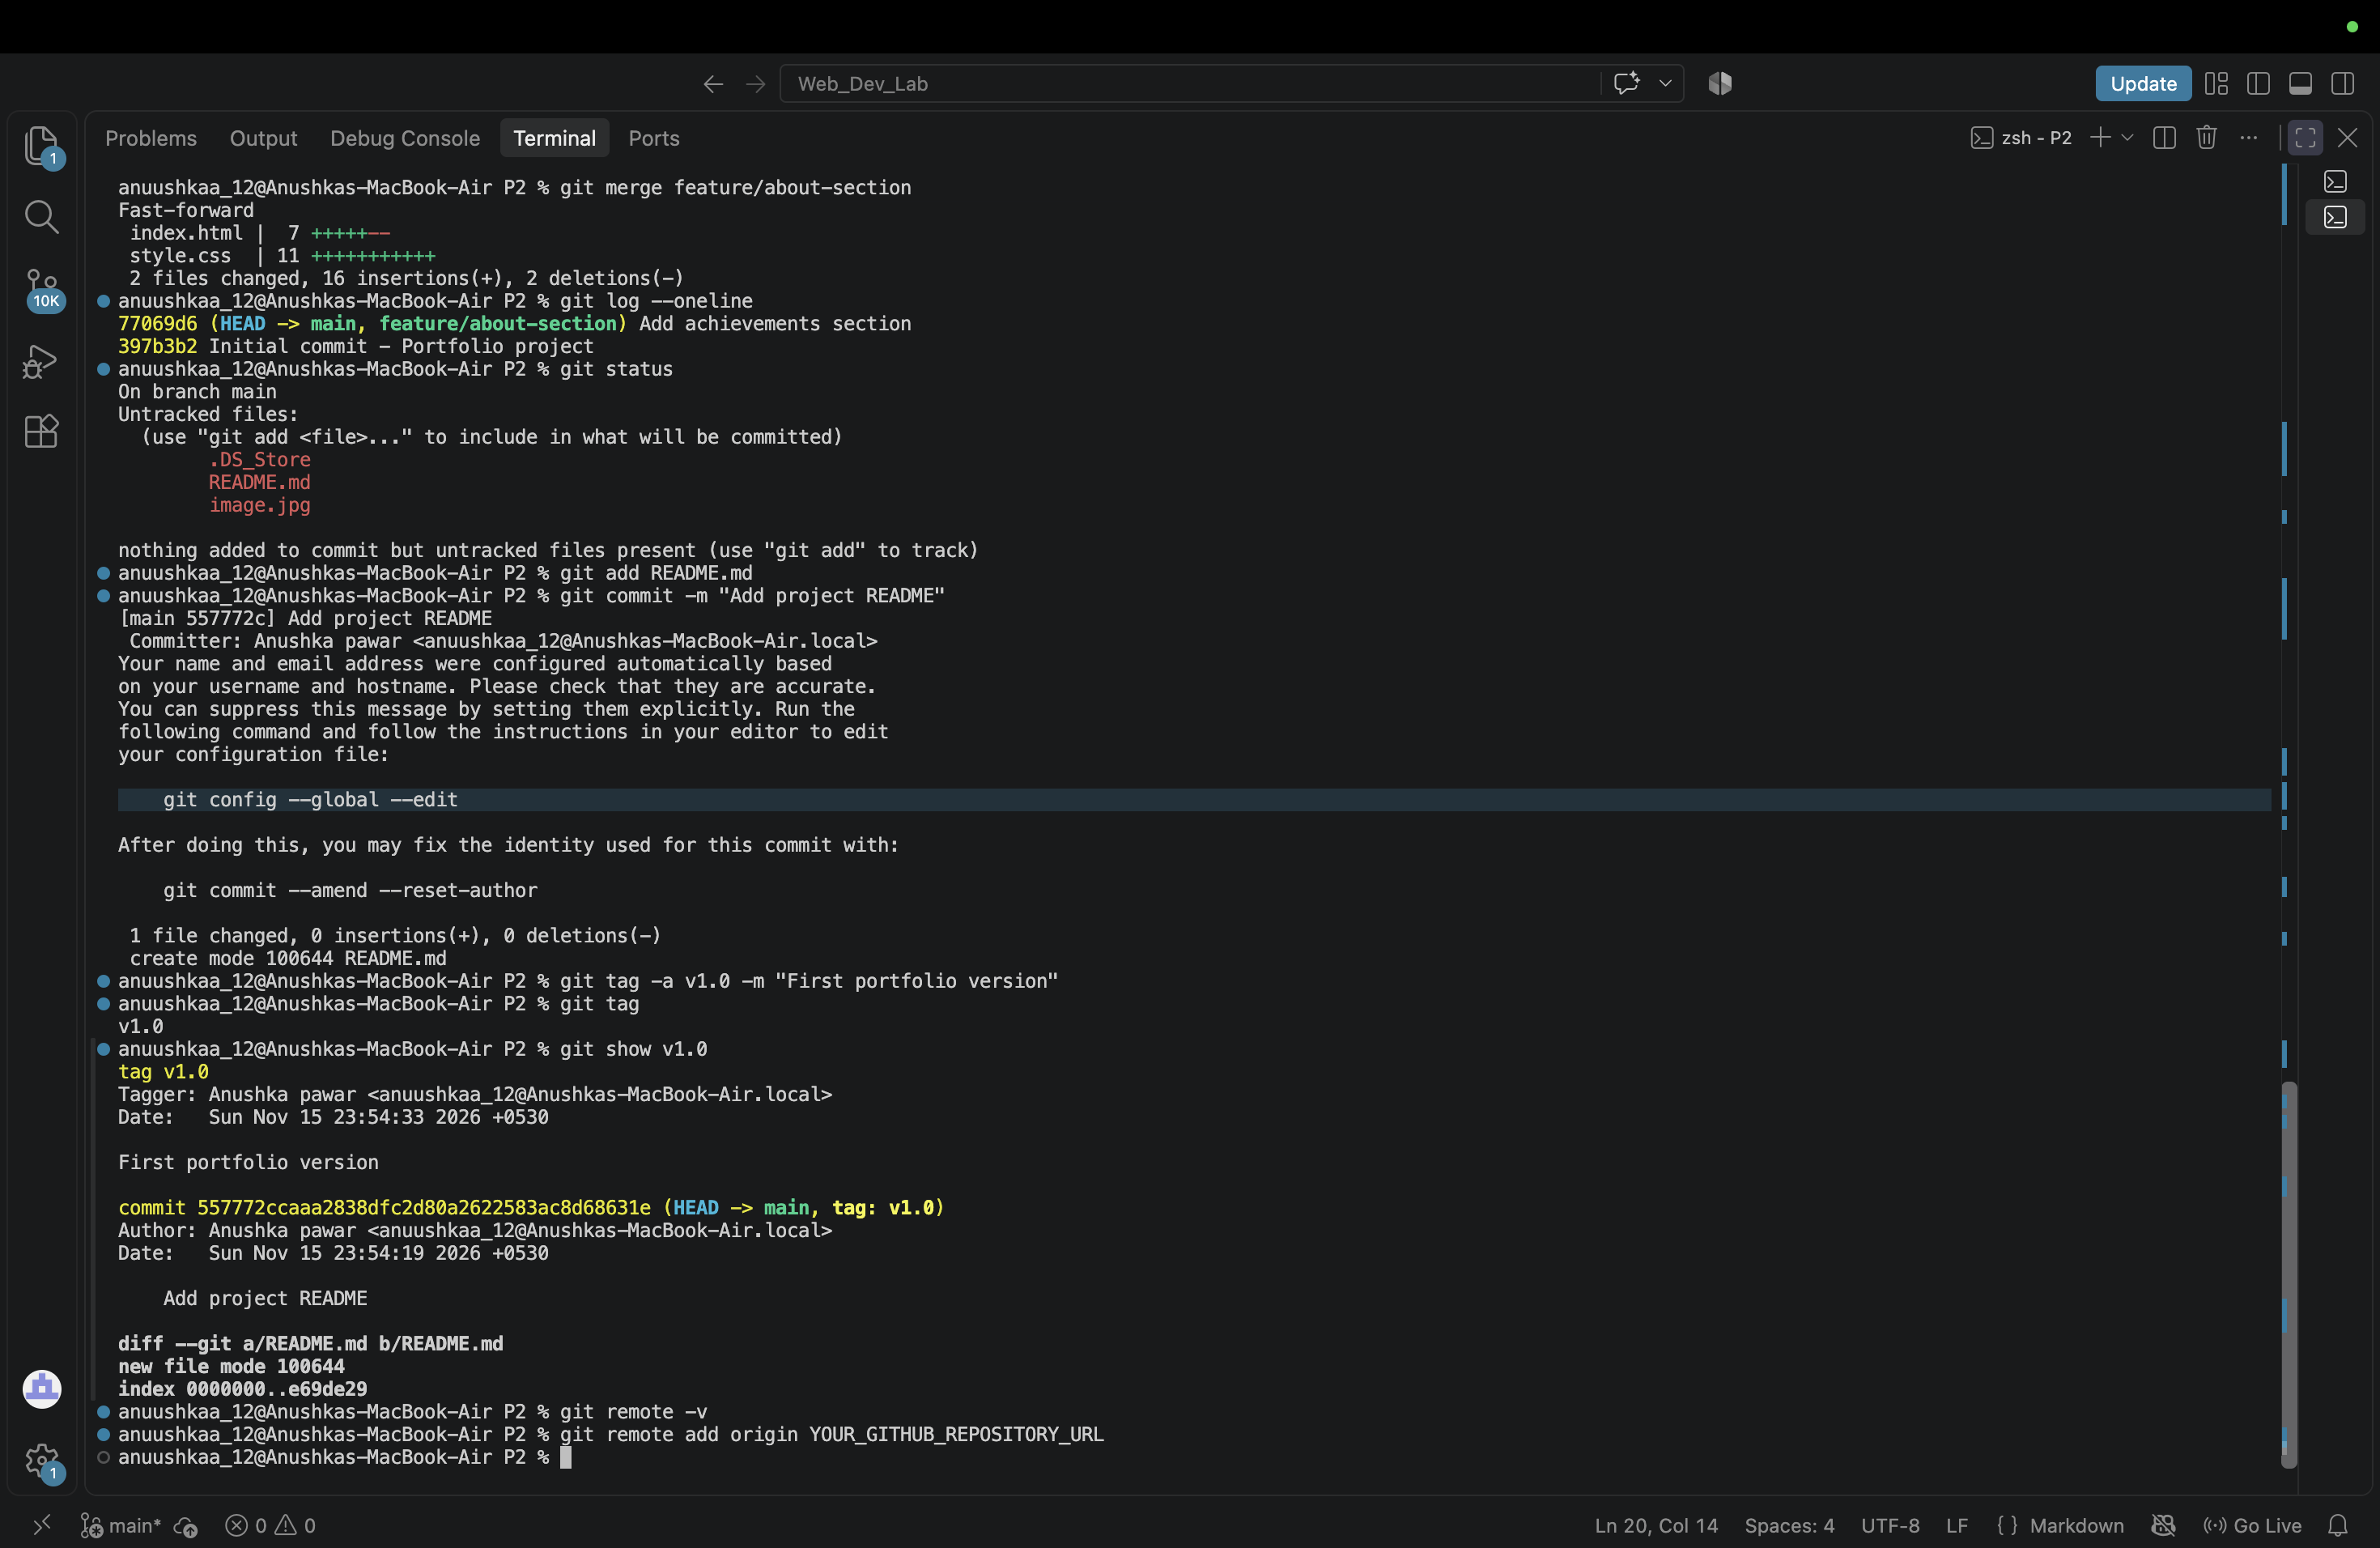 Web_Dev_Lab
Update
1
Problems Output Debug Console Terminal Ports
zsh - P2
anuushkaa_12@Anushkas-MacBook-Air P2 % git merge feature/about-section
Fast-forward
index.html | 7 +++++--
style.css | 11 +++++++++++
2 files changed, 16 insertions(+), 2 deletions(-)
10K
anuushkaa_12@Anushkas-MacBook-Air P2 % git log --oneline
77069d6 (HEAD -> main, feature/about-section) Add achievements section
397b3b2 Initial commit - Portfolio project
anuushkaa_12@Anushkas-MacBook-Air P2 % git status
On branch main
Untracked files:
(use "git add <file>..." to include in what will be committed)
.DS_Store
README.md
image.jpg
nothing added to commit but untracked files present (use "git add" to track)
anuushkaa_12@Anushkas-MacBook-Air P2 % git add README.md
anuushkaa_12@Anushkas-MacBook-Air P2 % git commit -m "Add project README"
[main 557772c] Add project README
Committer: Anushka pawar <anuushkaa_12@Anushkas-MacBook-Air.local>
Your name and email address were configured automatically based
on your username and hostname. Please check that they are accurate.
You can suppress this message by setting them explicitly. Run the
following command and follow the instructions in your editor to edit
your configuration file:
git config --global --edit
After doing this, you may fix the identity used for this commit with:
git commit --amend --reset-author
1 file changed, 0 insertions(+), 0 deletions(-)
create mode 100644 README.md
anuushkaa_12@Anushkas-MacBook-Air P2 % git tag -a v1.0 -m "First portfolio version"
anuushkaa_12@Anushkas-MacBook-Air P2 % git tag
v1.0
anuushkaa_12@Anushkas-MacBook-Air P2 % git show v1.0
tag v1.0
Tagger: Anushka pawar <anuushkaa_12@Anushkas-MacBook-Air.local>
Date: Sun Nov 15 23:54:33 2026 +0530
First portfolio version
commit 557772ccaaa2838dfc2d80a2622583ac8d68631e (HEAD -> main, tag: v1.0)
Author: Anushka pawar <anuushkaa_12@Anushkas-MacBook-Air.local>
Date: Sun Nov 15 23:54:19 2026 +0530
Add project README
diff --git a/README.md b/README.md
new file mode 100644
index 0000000..e69de29
anuushkaa_12@Anushkas-MacBook-Air P2 % git remote -v
anuushkaa_12@Anushkas-MacBook-Air P2 % git remote add origin YOUR_GITHUB_REPOSITORY_URL
anuushkaa_12@Anushkas-MacBook-Air P2 %
1
main* 0 0 Ln 20, Col 14 Spaces: 4 UTF-8 LF {} Markdown Go Live